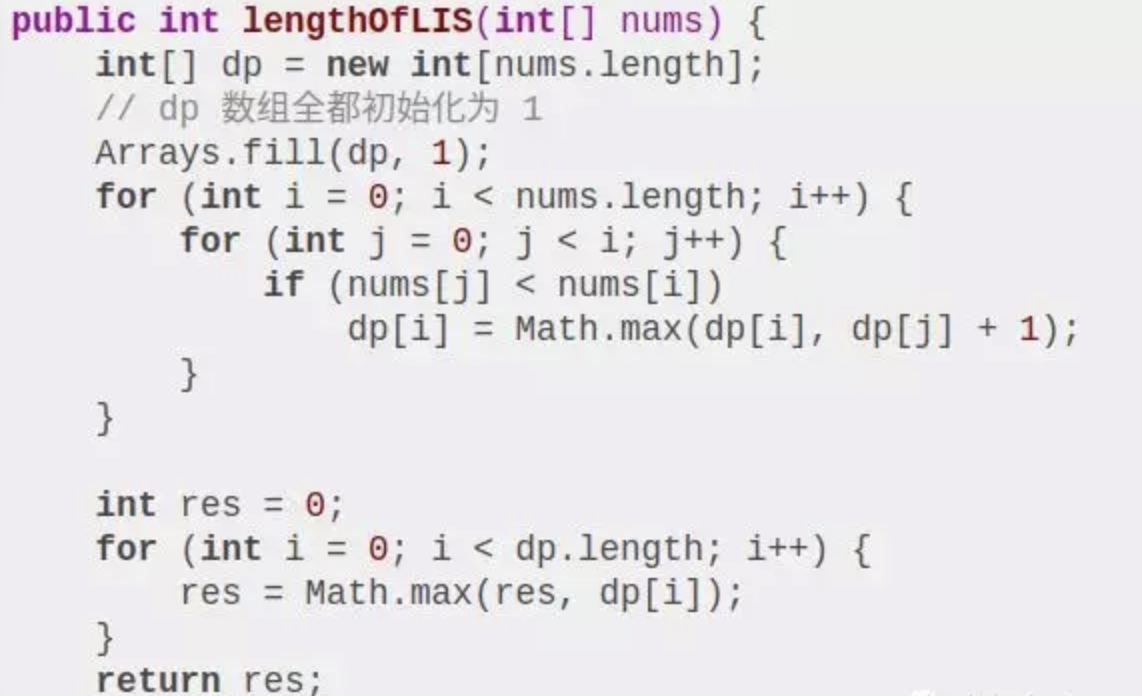 public int lengthOfLIS(int[] nums) {
    int[] dp = new int[nums.length];
    // dp 数组全都初始化为 1
    Arrays.fill(dp, 1);
    for (int i = 0; i < nums.length; i++) {
        for (int j = 0; j < i; j++) {
            if (nums[j] < nums[i])
                dp[i] = Math.max(dp[i], dp[j] + 1);
        }
    }

    int res = 0;
    for (int i = 0; i < dp.length; i++) {
        res = Math.max(res, dp[i]);
    }
    return res;